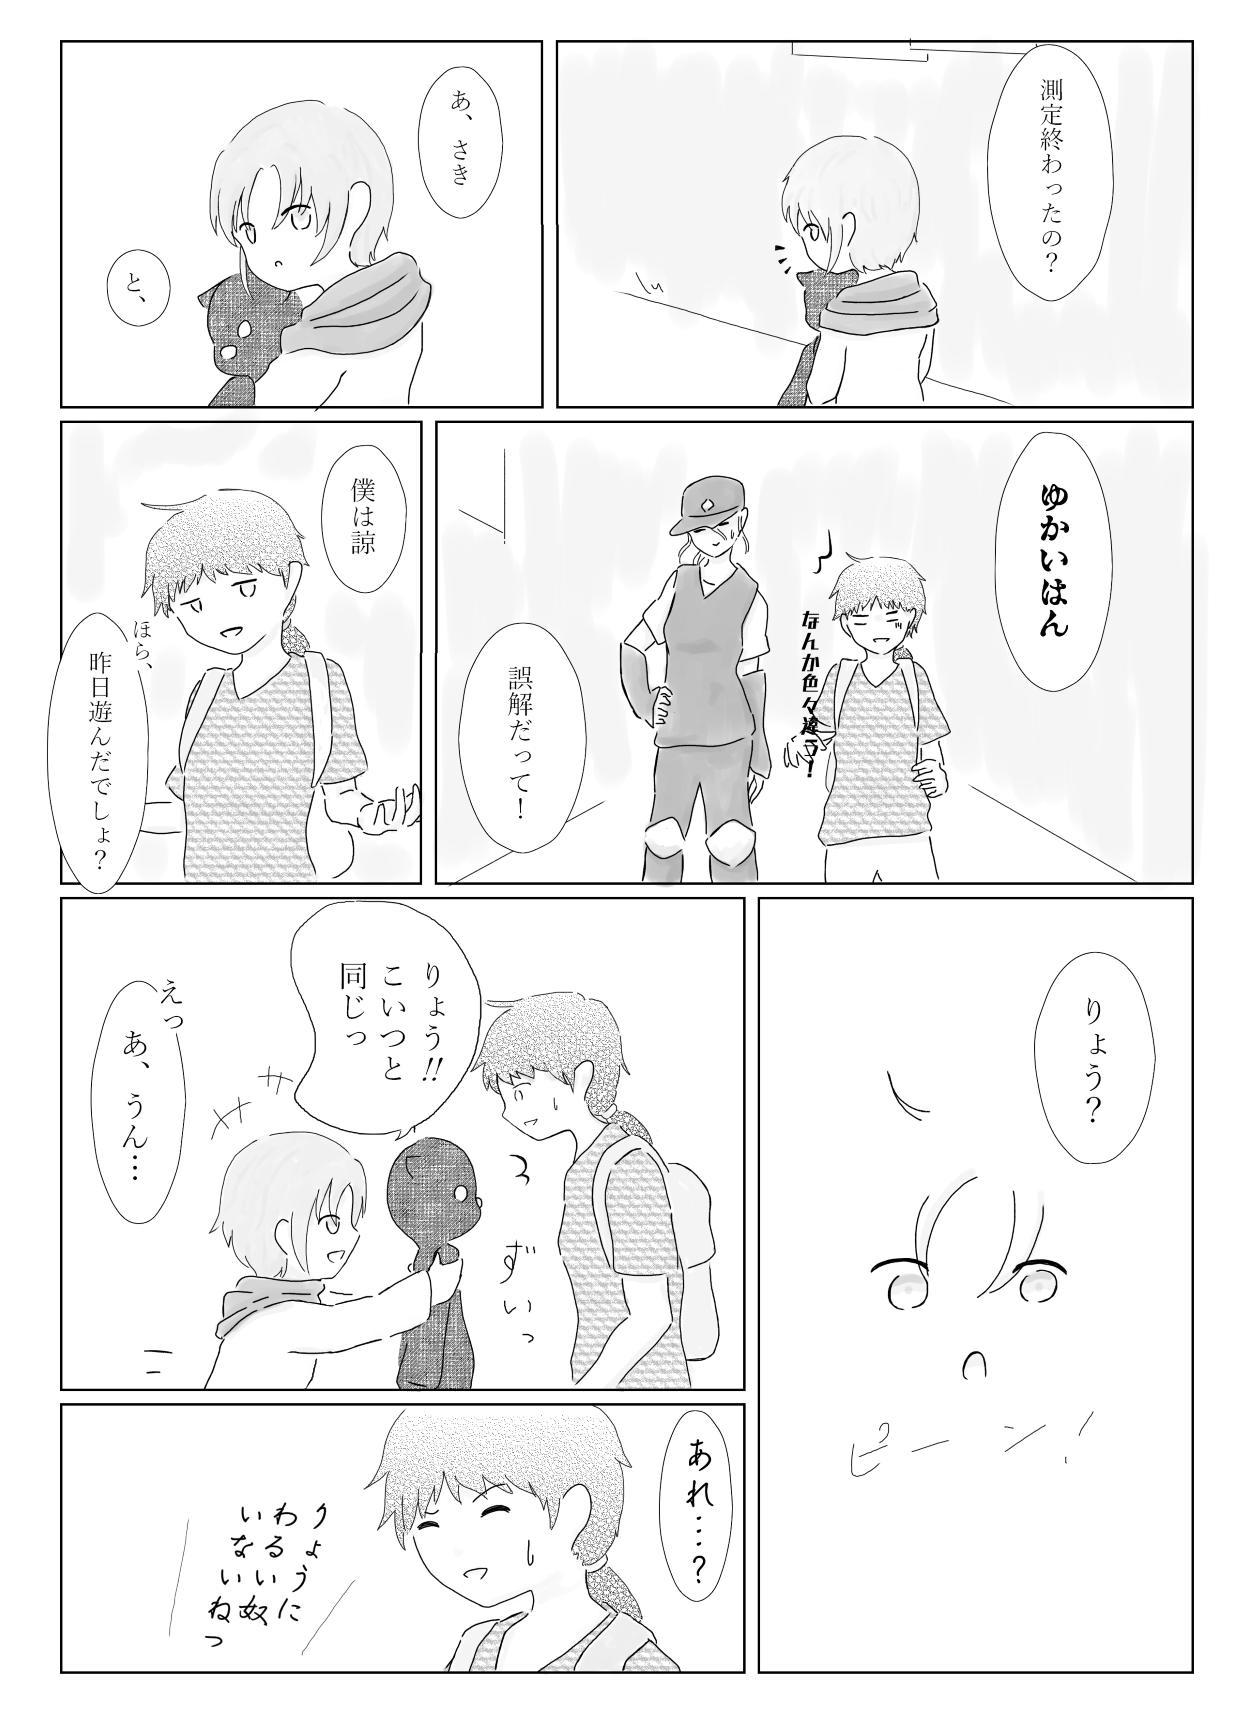 測定終わったの？
あ、さき
と、
ゆかいはん
なんか色々違う！
誤解だって！
僕は諒
ほら、
昨日遊んだでしょ？
りょう？
ピーン！
りょう!!
こいつと
同じっ
ずいっ
えっ
あ、うん…
あれ…？
りょうに
わるいい奴
いないねっ